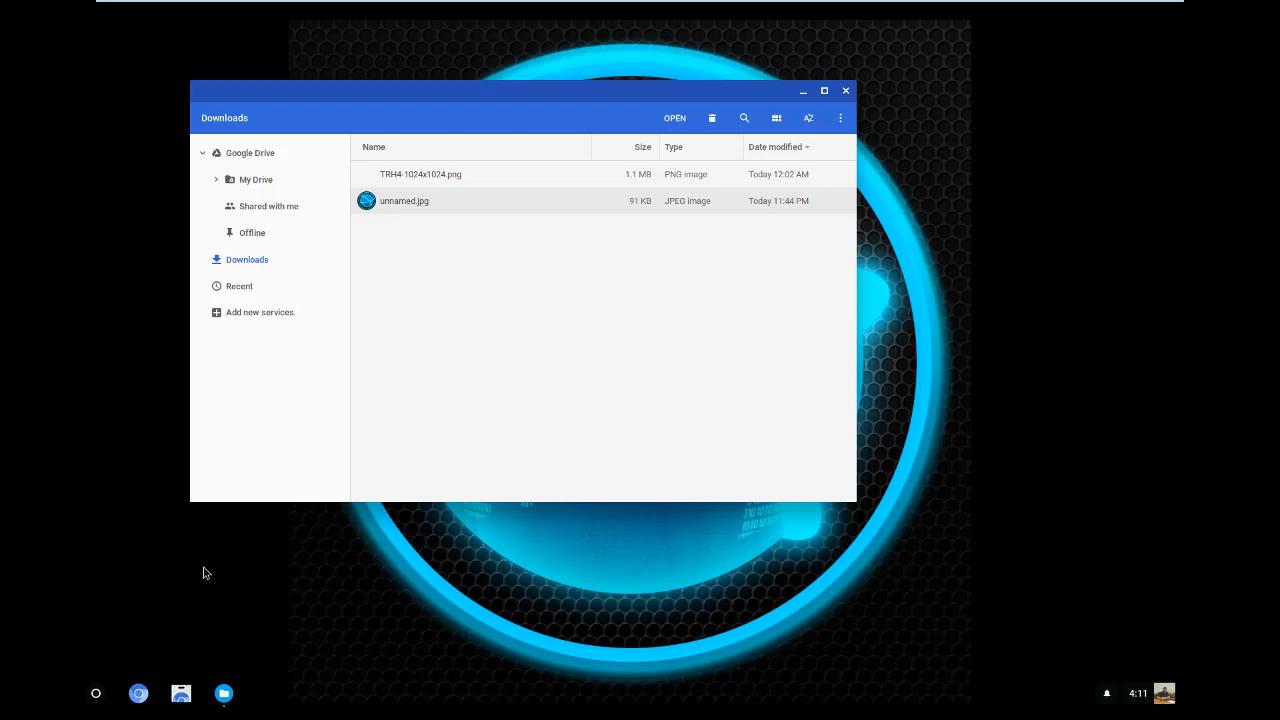 Downloads OPEN
Name Size Type Date modified
Google Drive
TRH4-1024x1024.png 1.1 MB PNG image Today 12:02 AM
My Drive
unnamed.jpg 91 KB JPEG image Today 11:44 PM
Shared with me
Offline
Downloads
Recent
Add new services
4:11